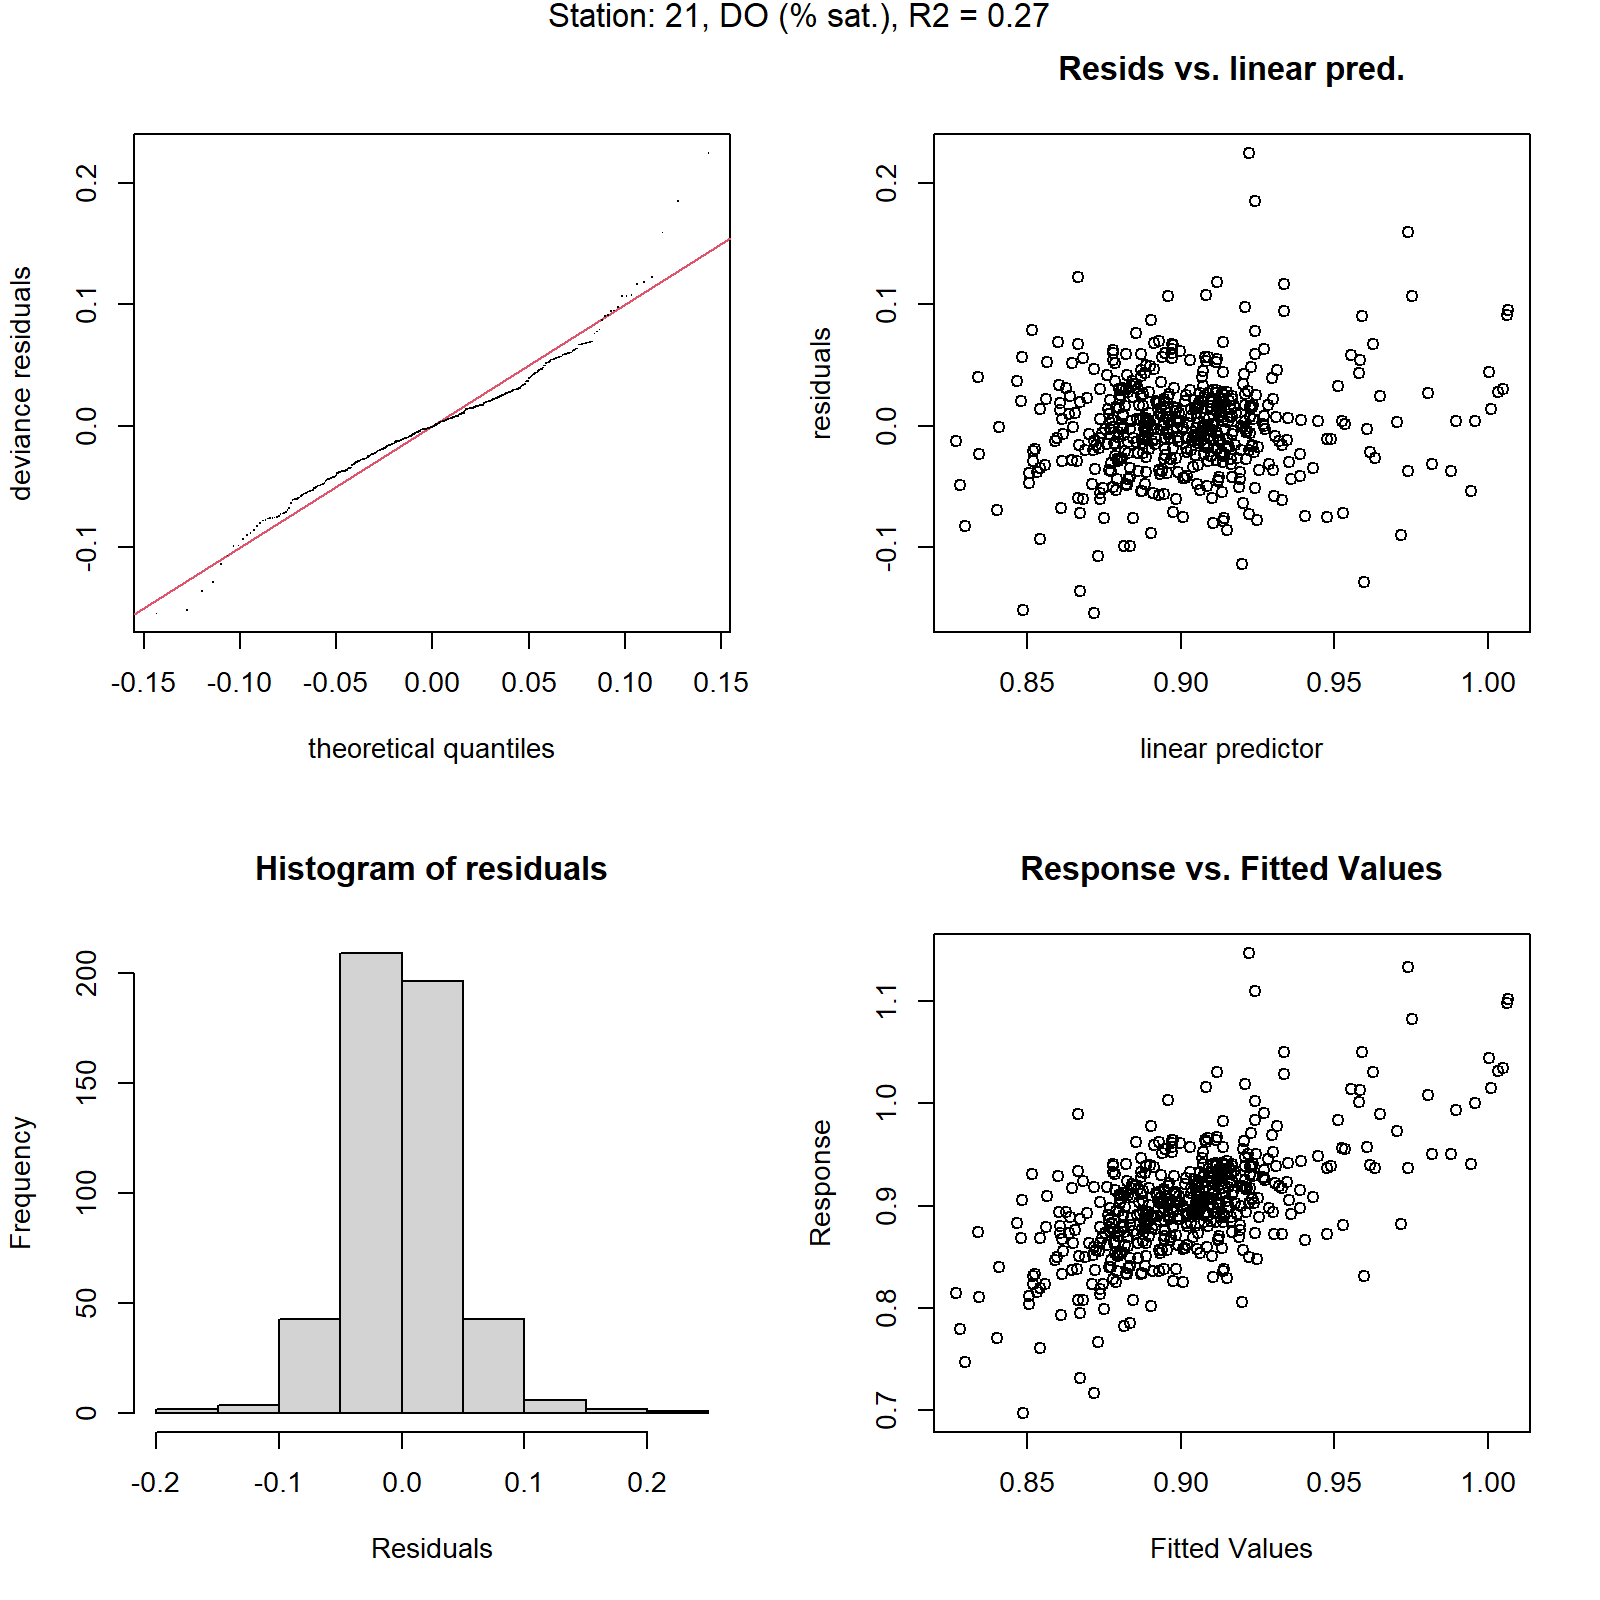 Station: 21, DO (% sat.), R2 = 0.27
deviance residuals
0.2
0.1
0.0
-0.1
-0.15 -0.10 -0.05 0.00 0.05 0.10 0.15
theoretical quantiles
Resids vs. linear pred.
residuals
0.2
0.1
0.0
-0.1
0.85 0.90 0.95 1.00
linear predictor
Histogram of residuals
Frequency
200
150
100
50
0
-0.2 -0.1 0.0 0.1 0.2
Residuals
Response vs. Fitted Values
Response
1.1
1.0
0.9
0.8
0.7
0.85 0.90 0.95 1.00
Fitted Values